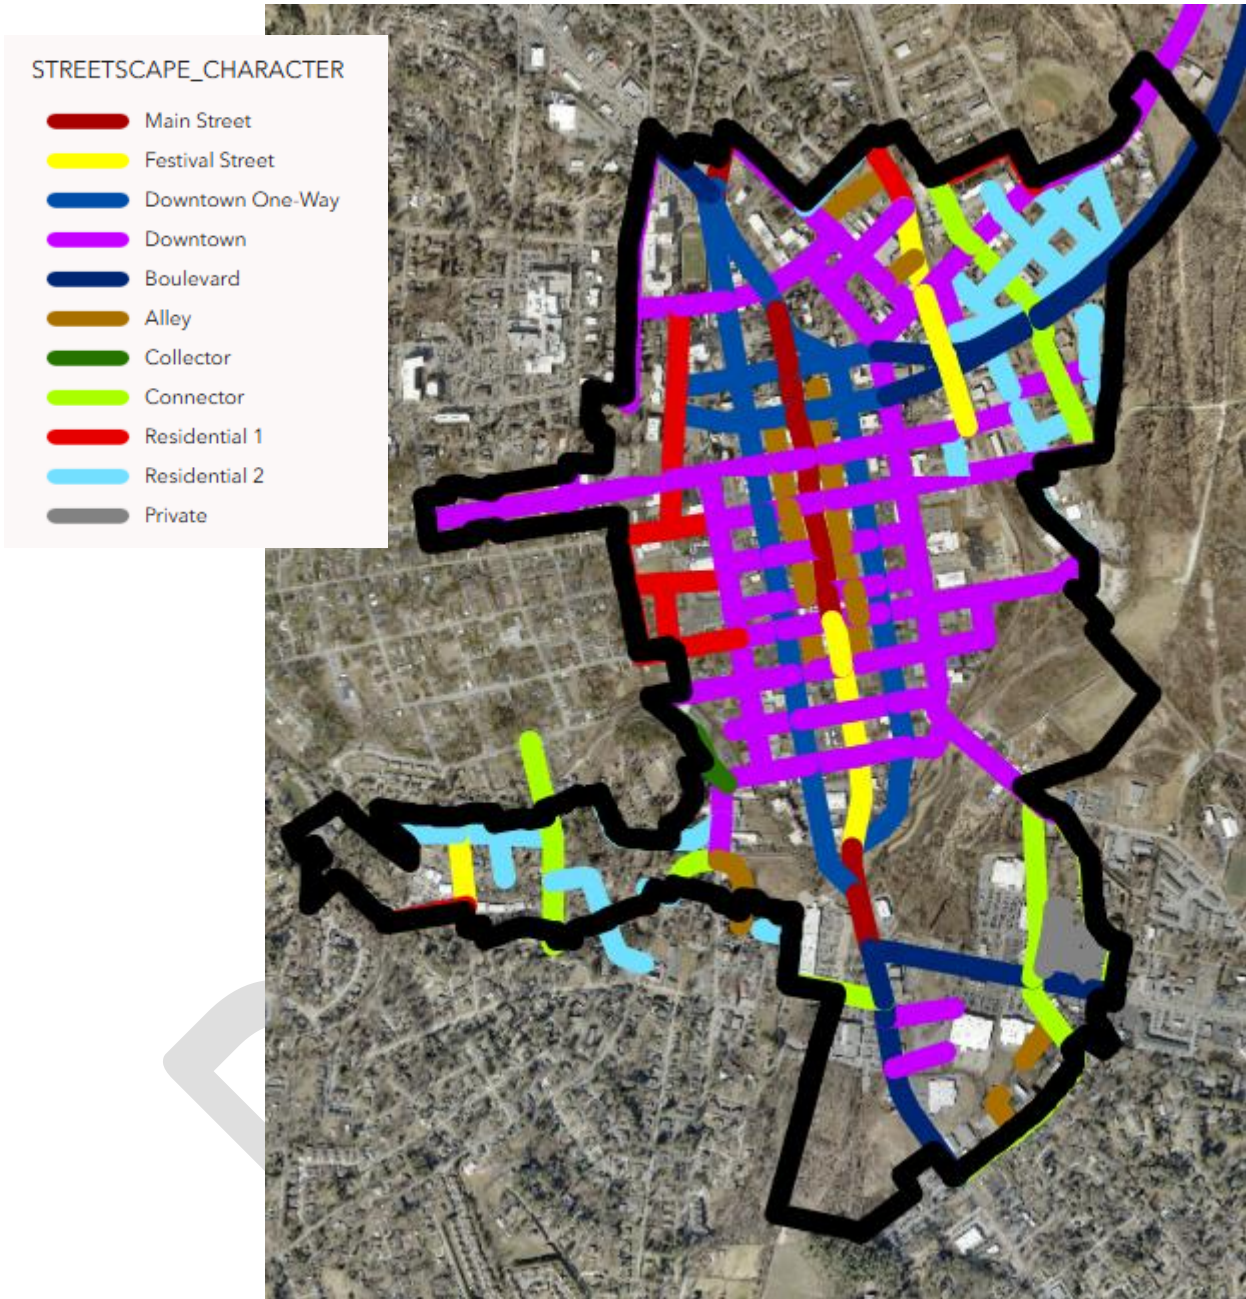 STREETSCAPE_CHARACTER
Main Street
Festival Street
Downtown One-Way
Downtown
Boulevard
Alley
Collector
Connector
Residential 1
Residential 2
Private